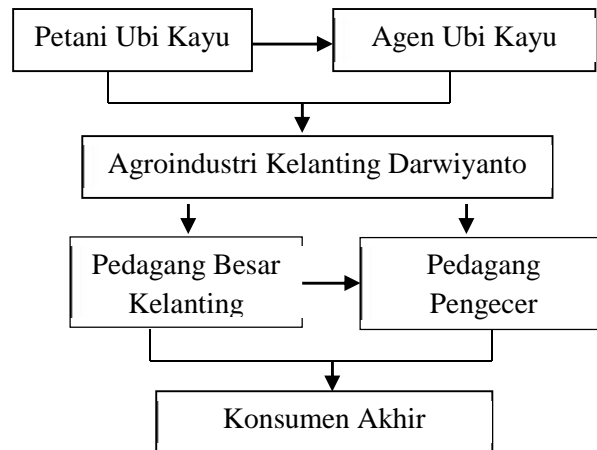 Petani Ubi Kayu
Agen Ubi Kayu
Agroindustri Kelanting Darwiyanto
Pedagang Besar
Kelanting
Pedagang
Pengecer
Konsumen Akhir